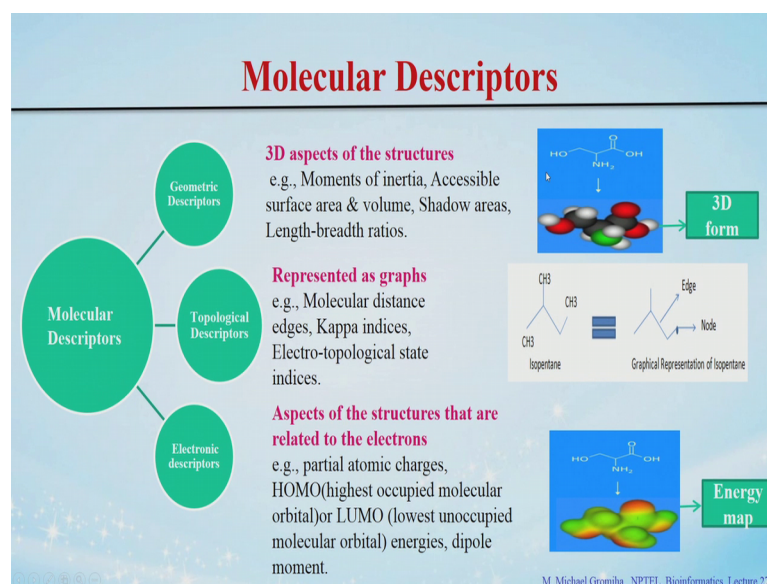 Molecular Descriptors
Molecular
Descriptors
Geometric
Descriptors
Topological
Descriptors
Electronic
descriptors
3D aspects of the structures
e.g., Moments of inertia, Accessible
surface area & volume, Shadow areas,
Length-breadth ratios.
HO
O
OH
NH₂
3D
form
Represented as graphs
e.g., Molecular distance
edges, Kappa indices,
Electro-topological state
indices.
CH3
CH3
CH3
Isopentane
Edge
Node
Graphical Representation of Isopentane
Aspects of the structures that are
related to the electrons
e.g., partial atomic charges,
HOMO(highest occupied molecular
orbital)or LUMO (lowest unoccupied
molecular orbital) energies, dipole
moment.
HO
O
OH
NH₂
Energy
map
M. Michael Gromiha, NPTEL, Bioinformatics, Lecture